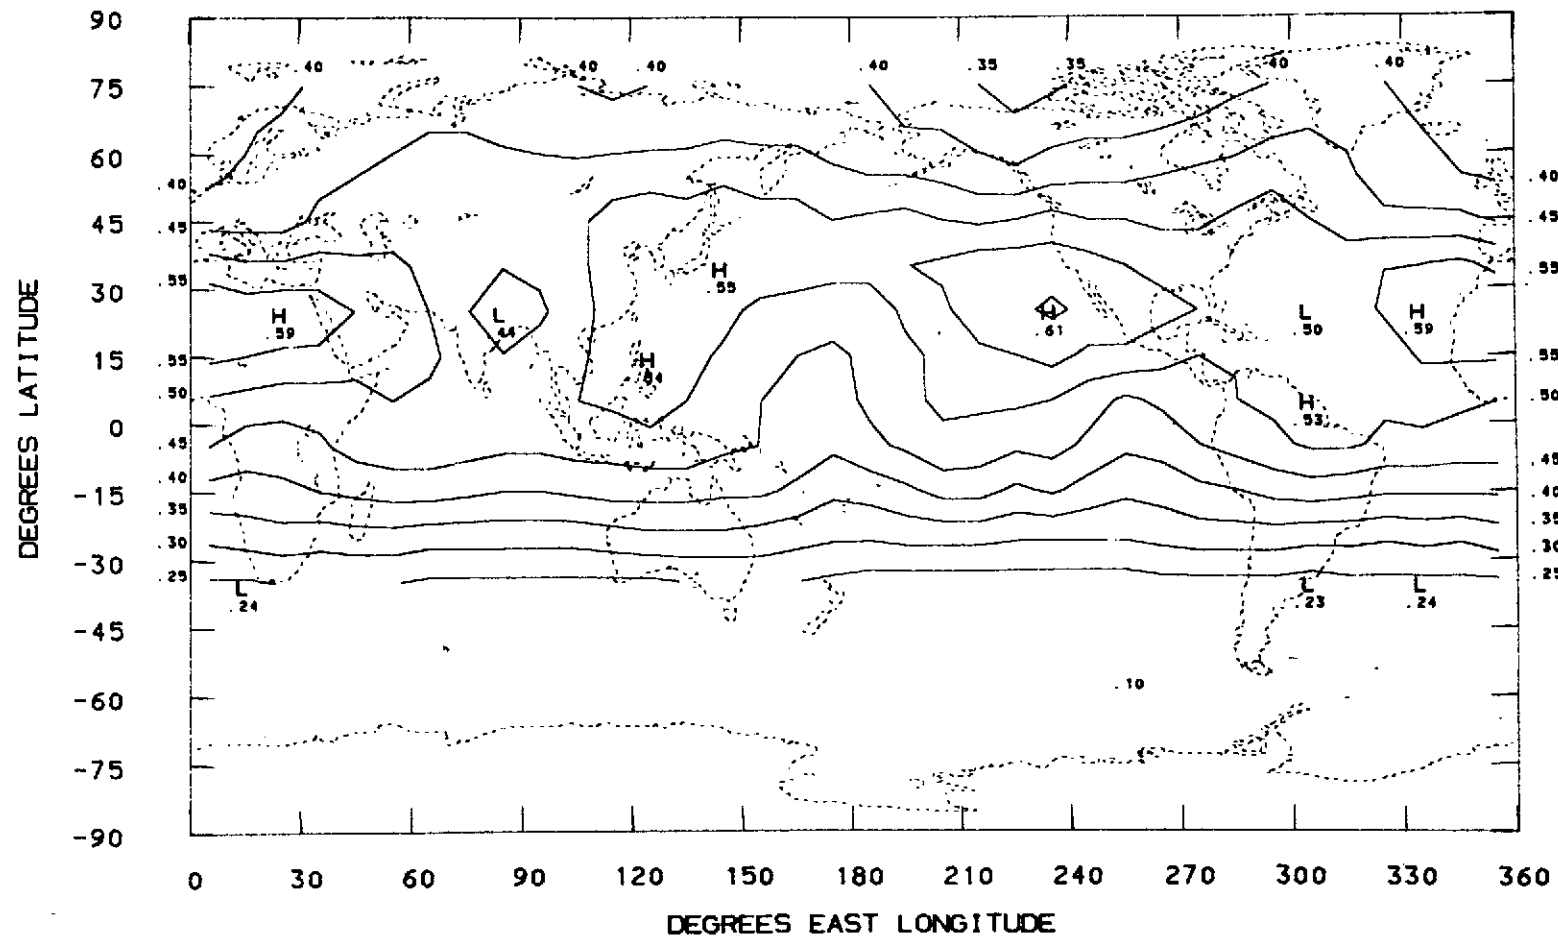 90
.40 .40 .40 .40 .35 .35 .40 .40
75
60
.40 .40
45
.45 .45
H
.55
.55 .55
30
H L H L H
.59 .44 .61 .50 .59
DEGREES LATITUDE
15
.55 .55
H
.54
.50 .50
H
.53
0
.45 .45
-15
.40 .40
.35 .35
.30 .30
-30
.25 .25
L L L
.24 .23 .24
-45
.10
-60
-75
-90
0 30 60 90 120 150 180 210 240 270 300 330 360
DEGREES EAST LONGITUDE